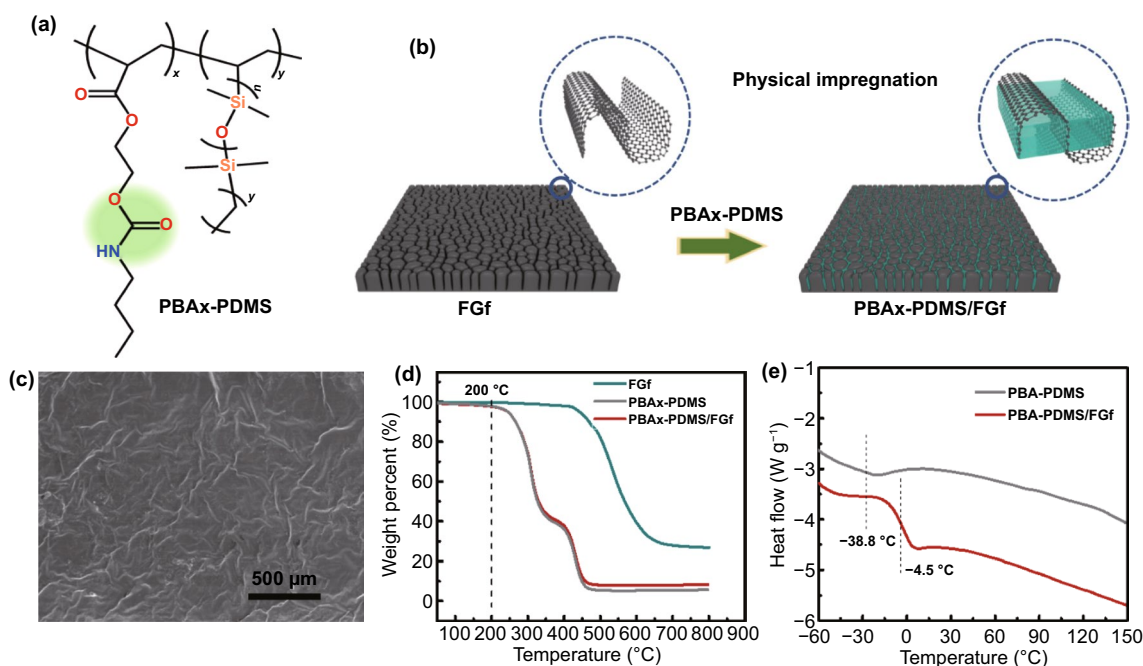 (a)
x
y
n
O
O
Si
O
Si
y
O
O
HN
PBAx-PDMS
(b)
Physical impregnation
PBAx-PDMS
FGf
PBAx-PDMS/FGf
(c)
500 µm
(d)
200 °C
FGf
PBAx-PDMS
PBAx-PDMS/FGf
Weight percent (%)
100
80
60
40
20
0
100 200 300 400 500 600 700 800 900
Temperature (°C)
(e)
PBA-PDMS
PBA-PDMS/FGf
Heat flow (W g⁻¹)
−1
−2
−3
−4
−5
−6
−38.8 °C
−4.5 °C
−60 −30 0 30 60 90 120 150
Temperature (°C)